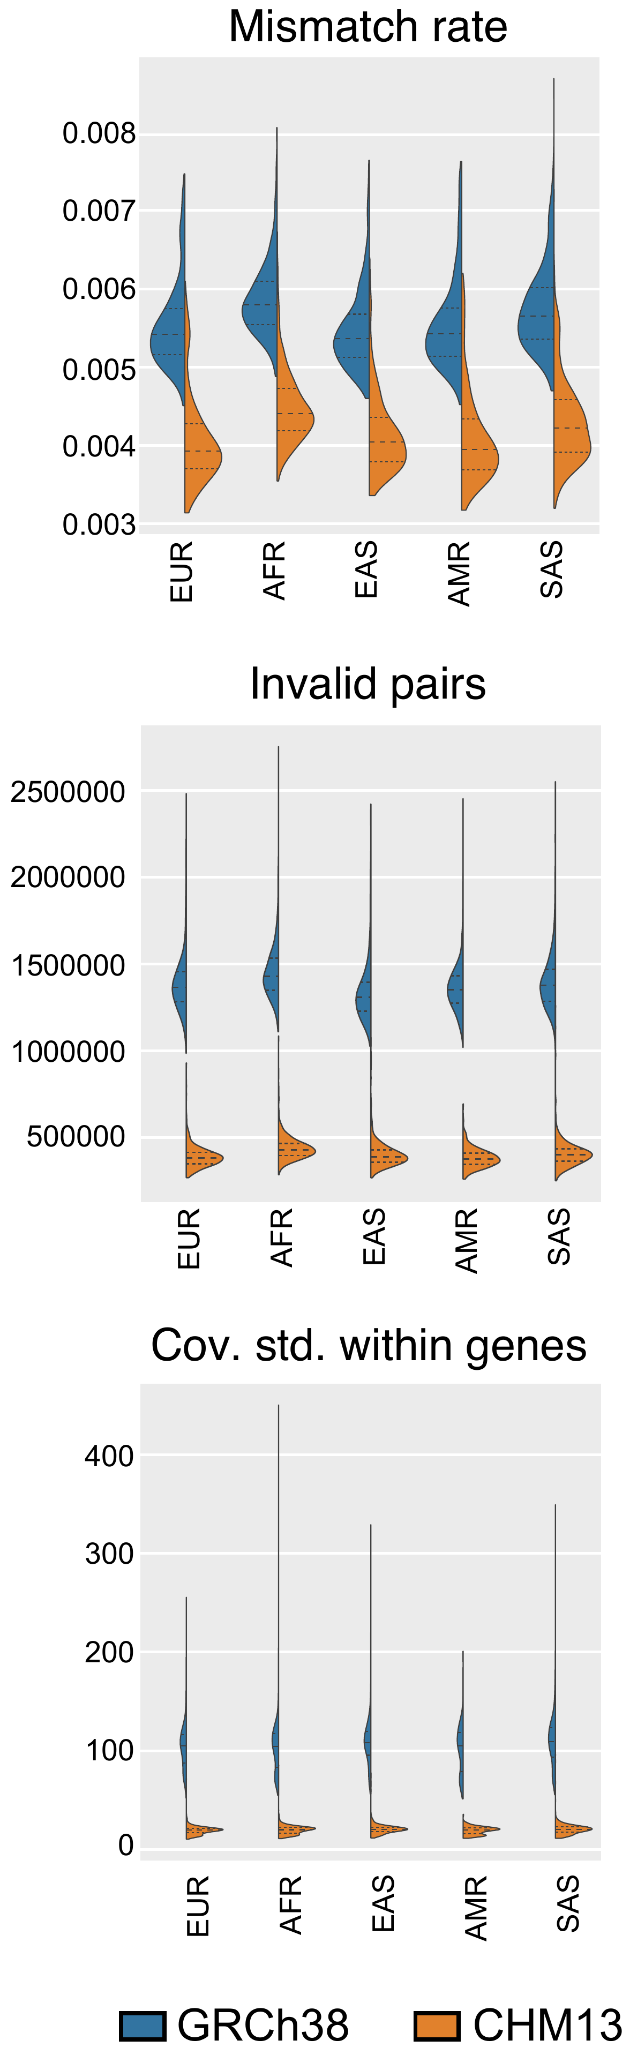 Mismatch rate
0.008
0.007
0.006
0.005
0.004
0.003
EUR AFR EAS AMR SAS
Invalid pairs
2500000
2000000
1500000
1000000
500000
EUR AFR EAS AMR SAS
Cov. std. within genes
400
300
200
100
0
EUR AFR EAS AMR SAS
GRCh38 CHM13